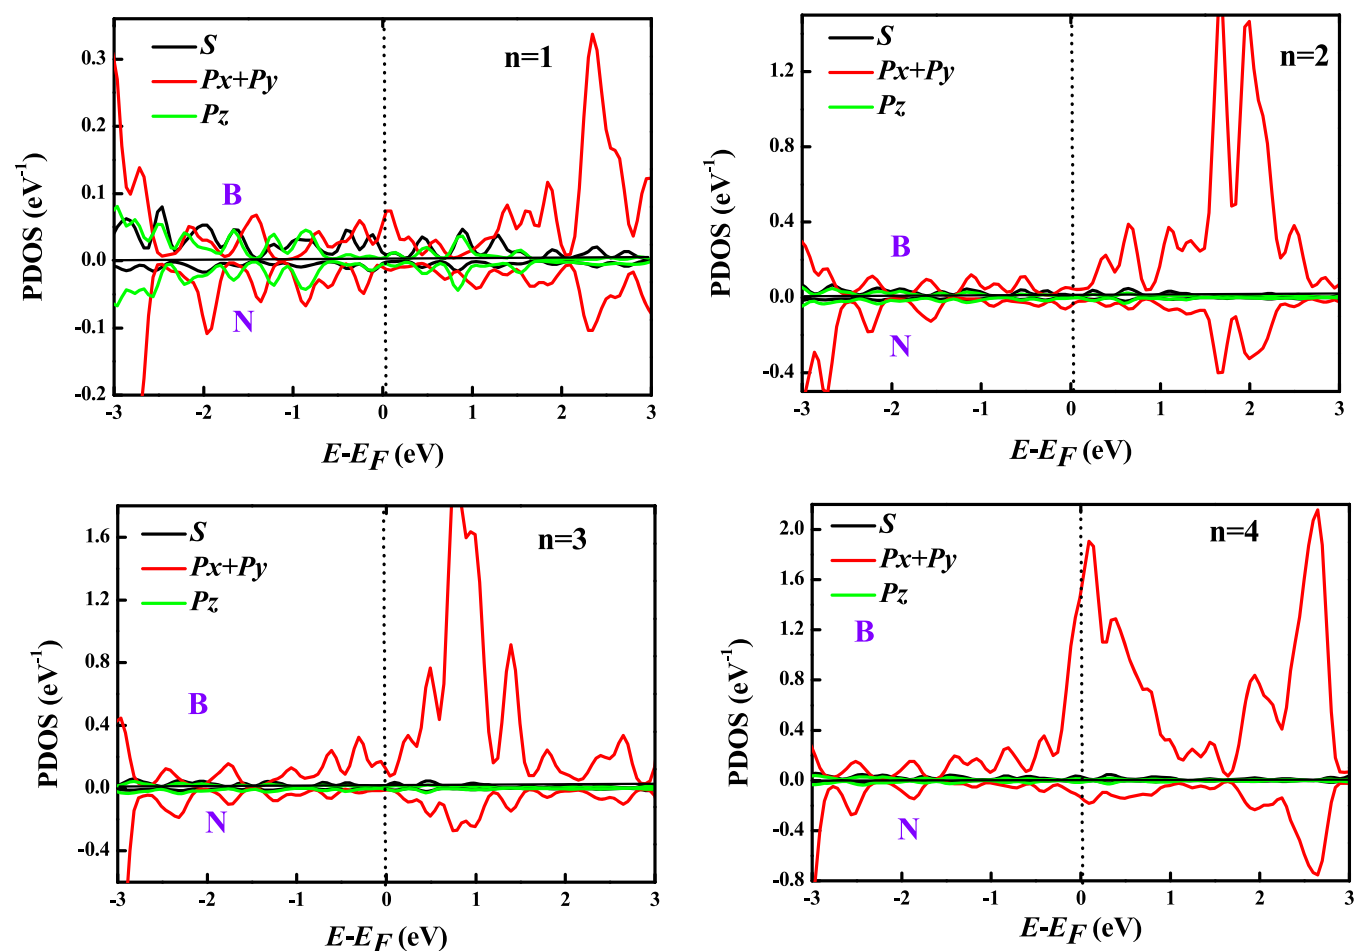 S
Px+Py
Pz
n=1
B
N
0.3
0.2
0.1
0.0
-0.1
-0.2
-3 -2 -1 0 1 2 3
PDOS (eV-1)
E-EF (eV)
S
Px+Py
Pz
n=2
B
N
1.2
0.8
0.4
0.0
-0.4
-3 -2 -1 0 1 2 3
PDOS (eV-1)
E-EF (eV)
S
Px+Py
Pz
n=3
B
N
1.6
1.2
0.8
0.4
0.0
-0.4
-3 -2 -1 0 1 2 3
PDOS (eV-1)
E-EF (eV)
S
Px+Py
Pz
n=4
B
N
2.0
1.6
1.2
0.8
0.4
0.0
-0.4
-0.8
-3 -2 -1 0 1 2 3
PDOS (eV-1)
E-EF (eV)